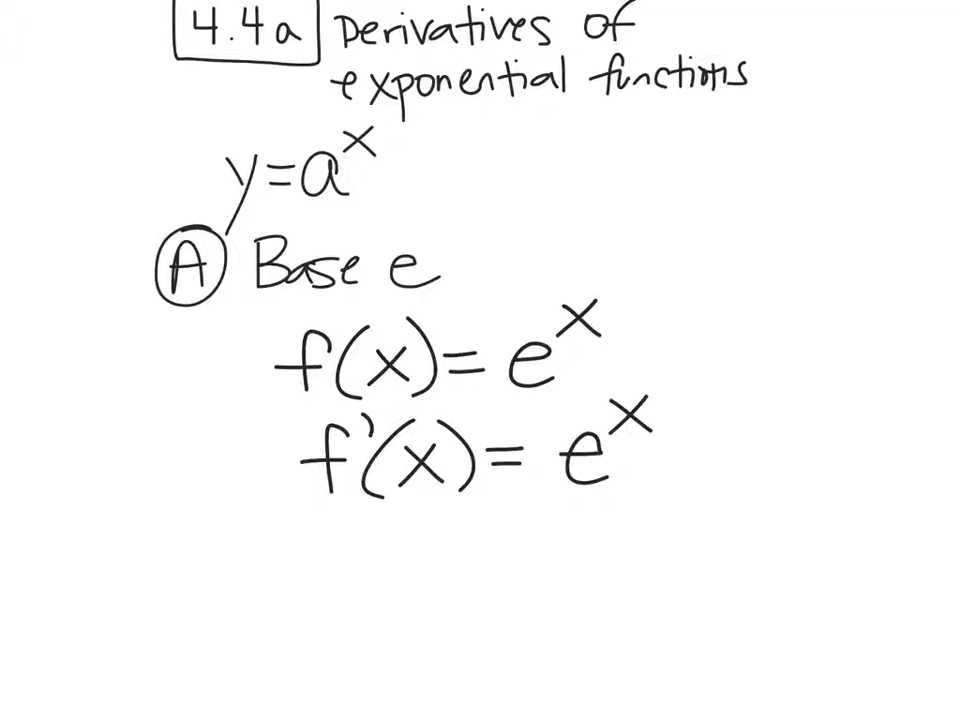 4.4a Derivatives of
exponential functions
y=a^x
A Base e
f(x)=e^x
f'(x)=e^x